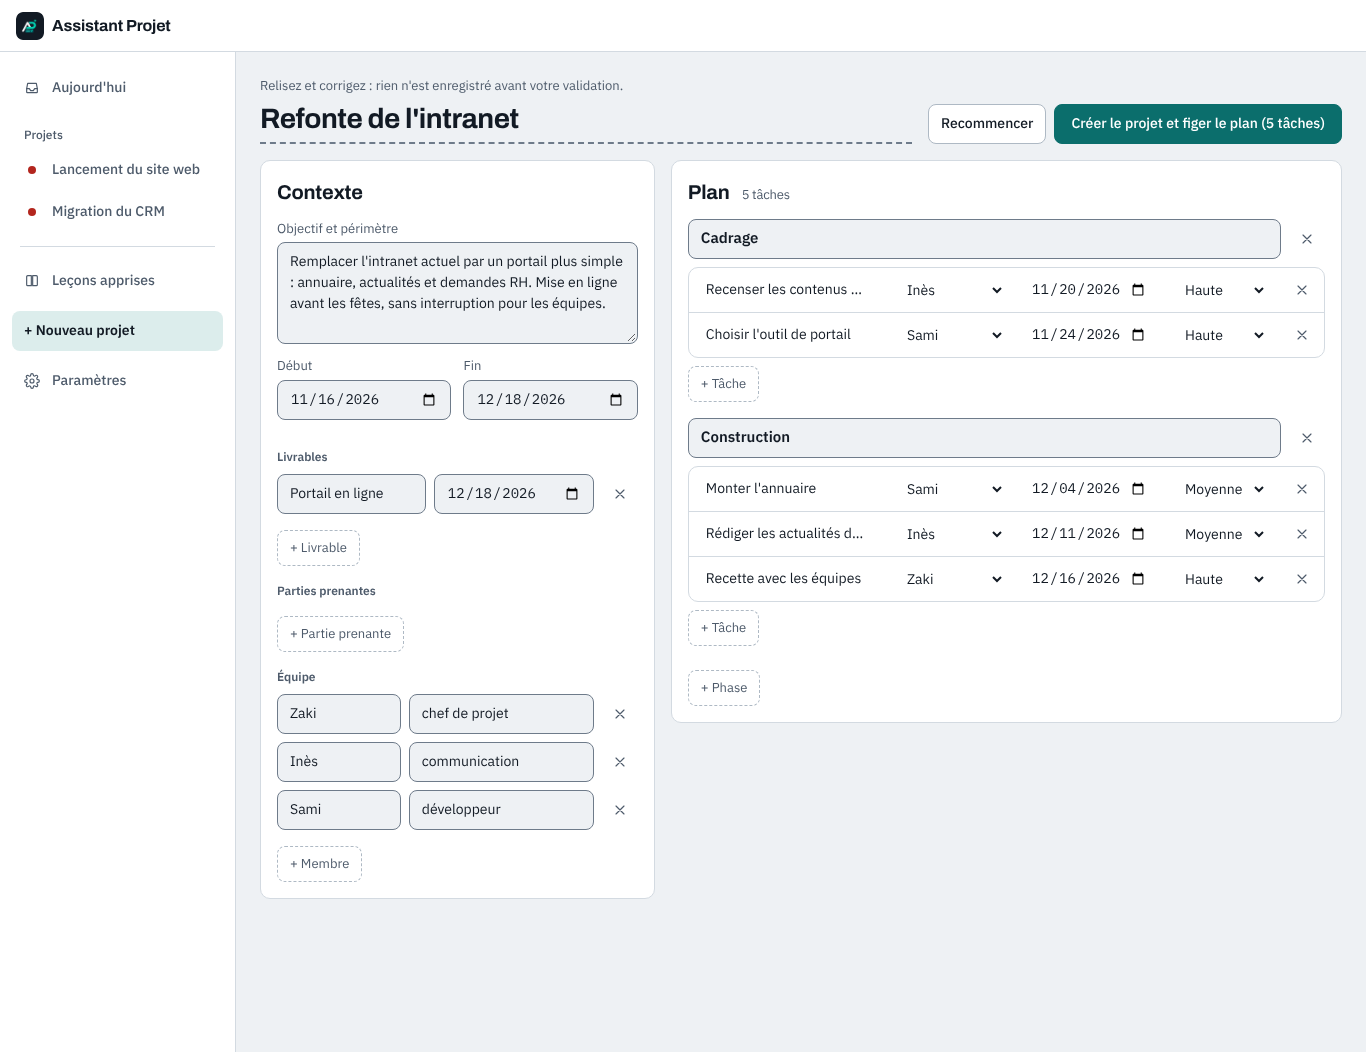 Assistant Projet
Aujourd'hui
Projets
Lancement du site web
Migration du CRM
Leçons apprises
+ Nouveau projet
Paramètres
Relisez et corrigez : rien n'est enregistré avant votre validation.
Refonte de l'intranet
Recommencer
Créer le projet et figer le plan (5 tâches)
Contexte
Objectif et périmètre
Remplacer l'intranet actuel par un portail plus simple
: annuaire, actualités et demandes RH. Mise en ligne
avant les fêtes, sans interruption pour les équipes.
Début Fin
11/16/2026 12/18/2026
Livrables
Portail en ligne 12/18/2026
+ Livrable
Parties prenantes
+ Partie prenante
Équipe
Zaki chef de projet
Inès communication
Sami développeur
+ Membre
Plan 5 tâches
Cadrage
Recenser les contenus ... Inès 11/20/2026 Haute
Choisir l'outil de portail Sami 11/24/2026 Haute
+ Tâche
Construction
Monter l'annuaire Sami 12/04/2026 Moyenne
Rédiger les actualités d... Inès 12/11/2026 Moyenne
Recette avec les équipes Zaki 12/16/2026 Haute
+ Tâche
+ Phase